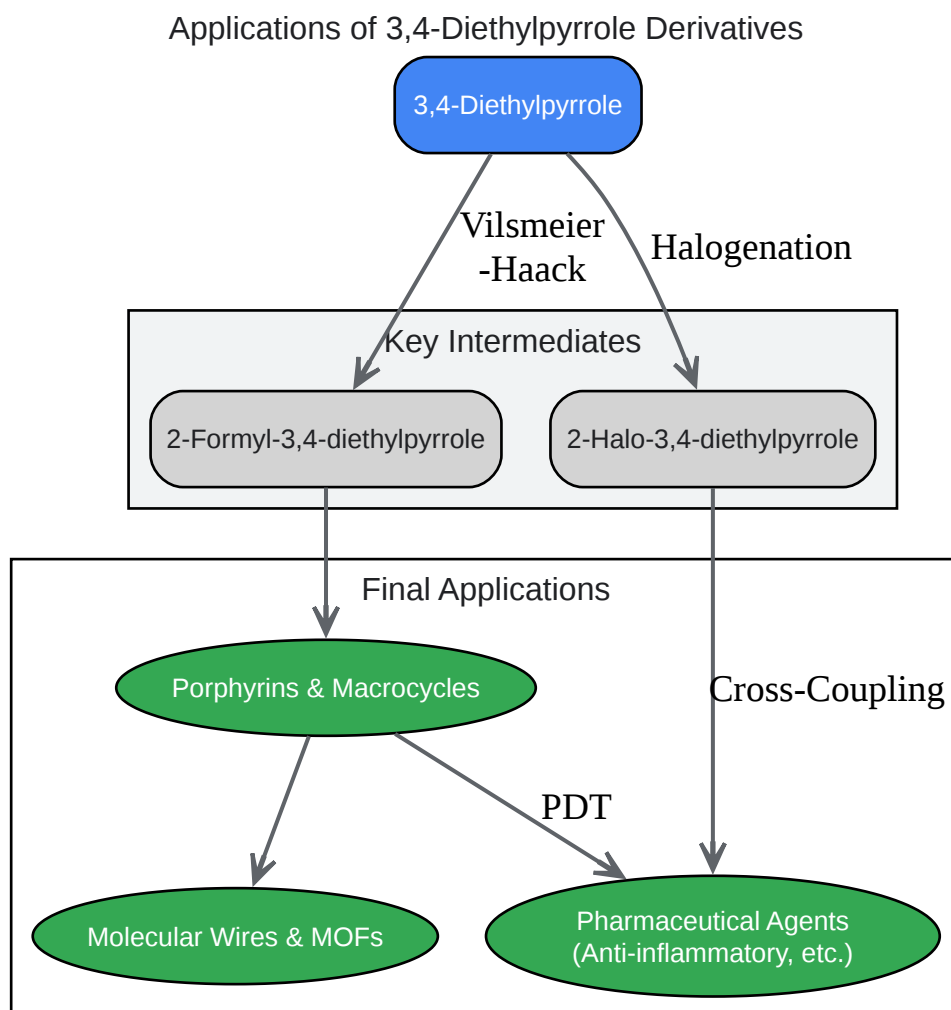 Applications of 3,4-Diethylpyrrole Derivatives
3,4-Diethylpyrrole
Vilsmeier
-Haack
Halogenation
Key Intermediates
2-Formyl-3,4-diethylpyrrole
2-Halo-3,4-diethylpyrrole
Final Applications
Porphyrins & Macrocycles
Cross-Coupling
PDT
Molecular Wires & MOFs
Pharmaceutical Agents
(Anti-inflammatory, etc.)